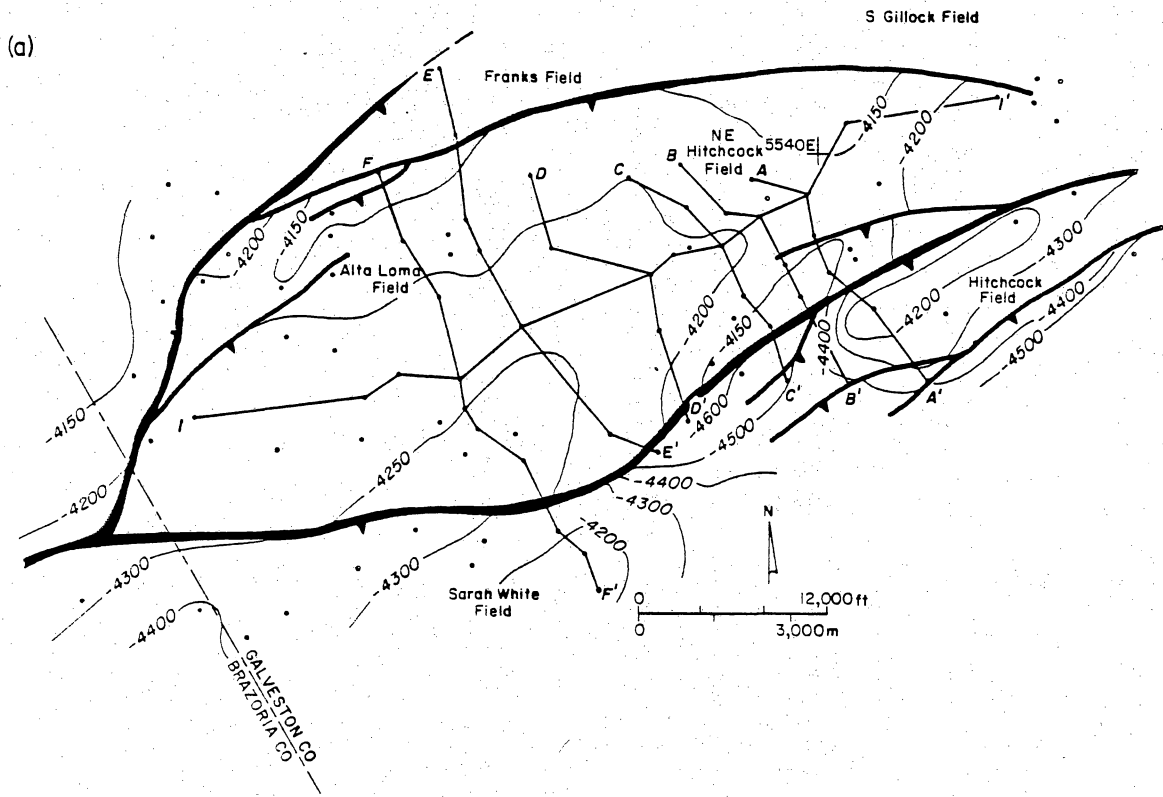 S Gillock Field
(a)
E
Franks Field
I'
-4150
5540E
NE
Hitchcock
Field
-4200
F
D
C
B
A
-4200
-4150
Alta Loma
Field
-4300
Hitchcock
Field
-4200
-4400
-4500
-4200
-4150
-4400
I
-4150
D'
C'
B'
A'
-4600
-4500
E'
-4250
-4400
-4300
-4200
-4200
N
-4300
-4300
Sarah White
Field
F'
0
12,000 ft
0
3,000 m
-4400
GALVESTON CO
BRAZORIA CO